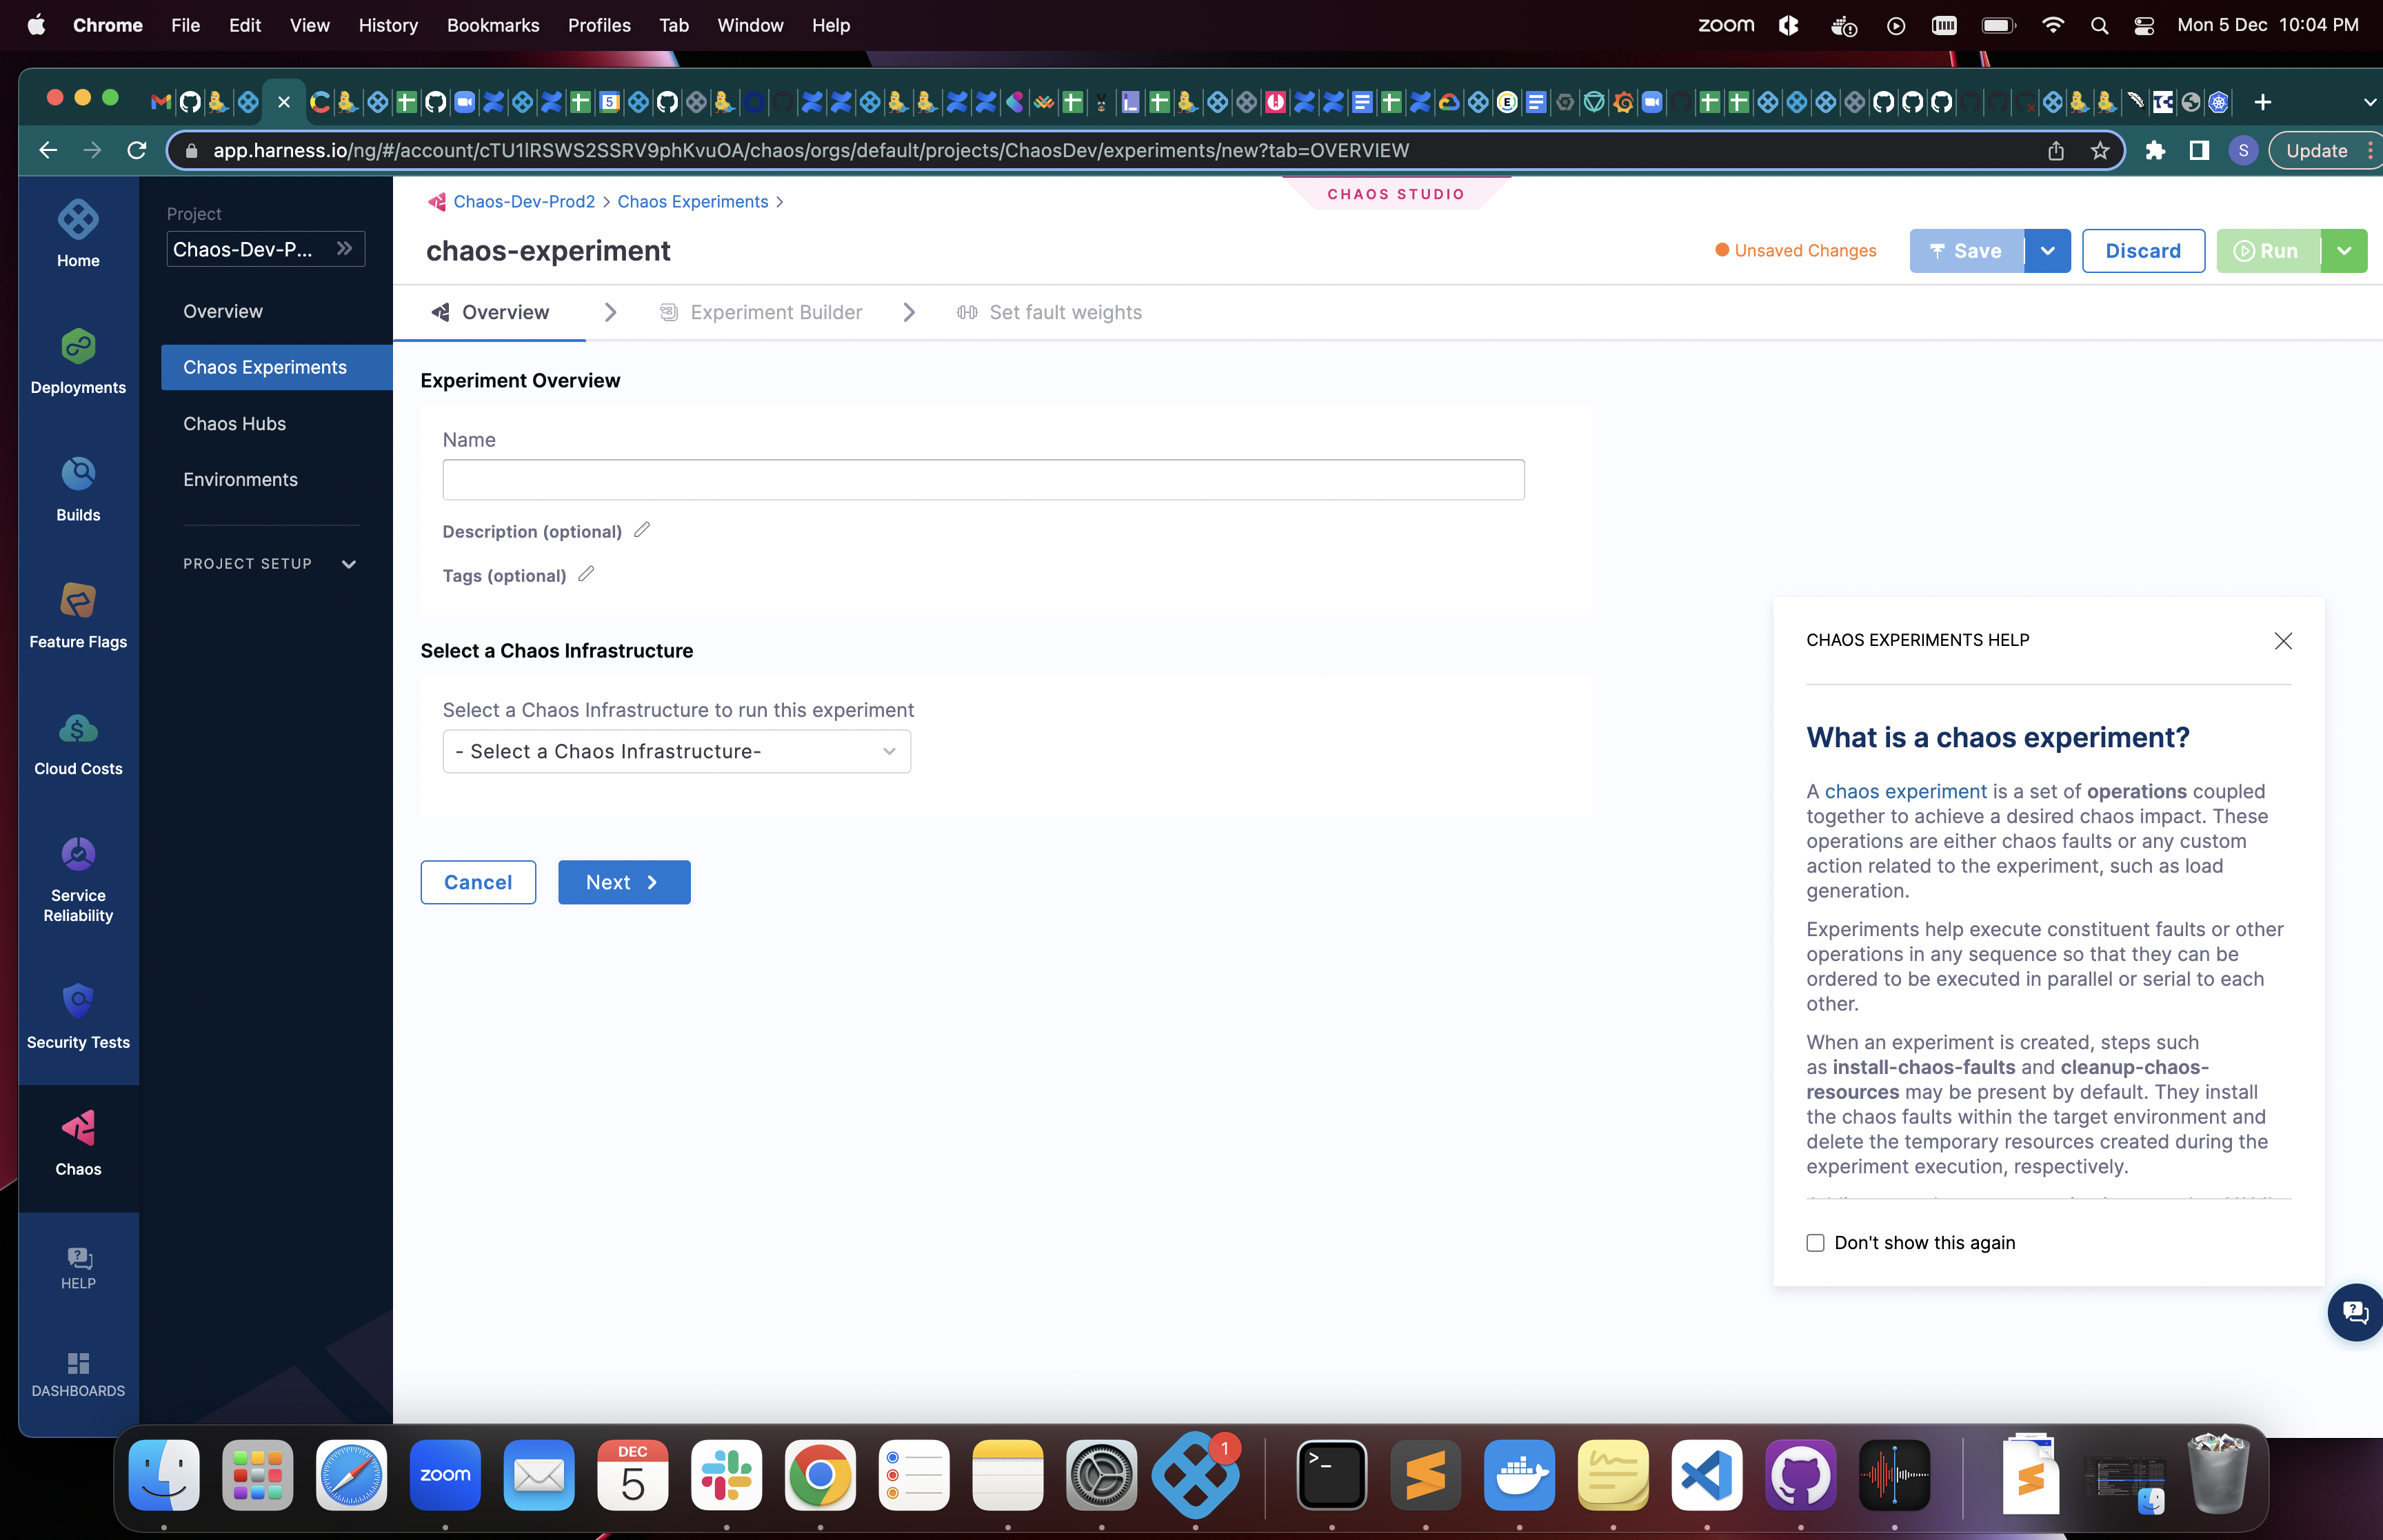 Chrome File Edit View History Bookmarks Profiles Tab Window Help
zoom Mon 5 Dec 10:04 PM
app.harness.io/ng/#/account/cTU1lRSWS2SSRV9phKvuOA/chaos/orgs/default/projects/ChaosDev/experiments/new?tab=OVERVIEW
S
Update
Home
Deployments
Builds
Feature Flags
Cloud Costs
Service
Reliability
Security Tests
Chaos
HELP
DASHBOARDS
Project
Chaos-Dev-P...
Overview
Chaos Experiments
Chaos Hubs
Environments
PROJECT SETUP
Chaos-Dev-Prod2 > Chaos Experiments >
CHAOS STUDIO
chaos-experiment
Unsaved Changes
Save
Discard
Run
Overview
Experiment Builder
Set fault weights
Experiment Overview
Name
Description (optional)
Tags (optional)
Select a Chaos Infrastructure
Select a Chaos Infrastructure to run this experiment
- Select a Chaos Infrastructure-
Cancel
Next
CHAOS EXPERIMENTS HELP
What is a chaos experiment?
A chaos experiment is a set of operations coupled
together to achieve a desired chaos impact. These
operations are either chaos faults or any custom
action related to the experiment, such as load
generation.
Experiments help execute constituent faults or other
operations in any sequence so that they can be
ordered to be executed in parallel or serial to each
other.
When an experiment is created, steps such
as install-chaos-faults and cleanup-chaos-
resources may be present by default. They install
the chaos faults within the target environment and
delete the temporary resources created during the
experiment execution, respectively.
Don't show this again
zoom
DEC
5
1